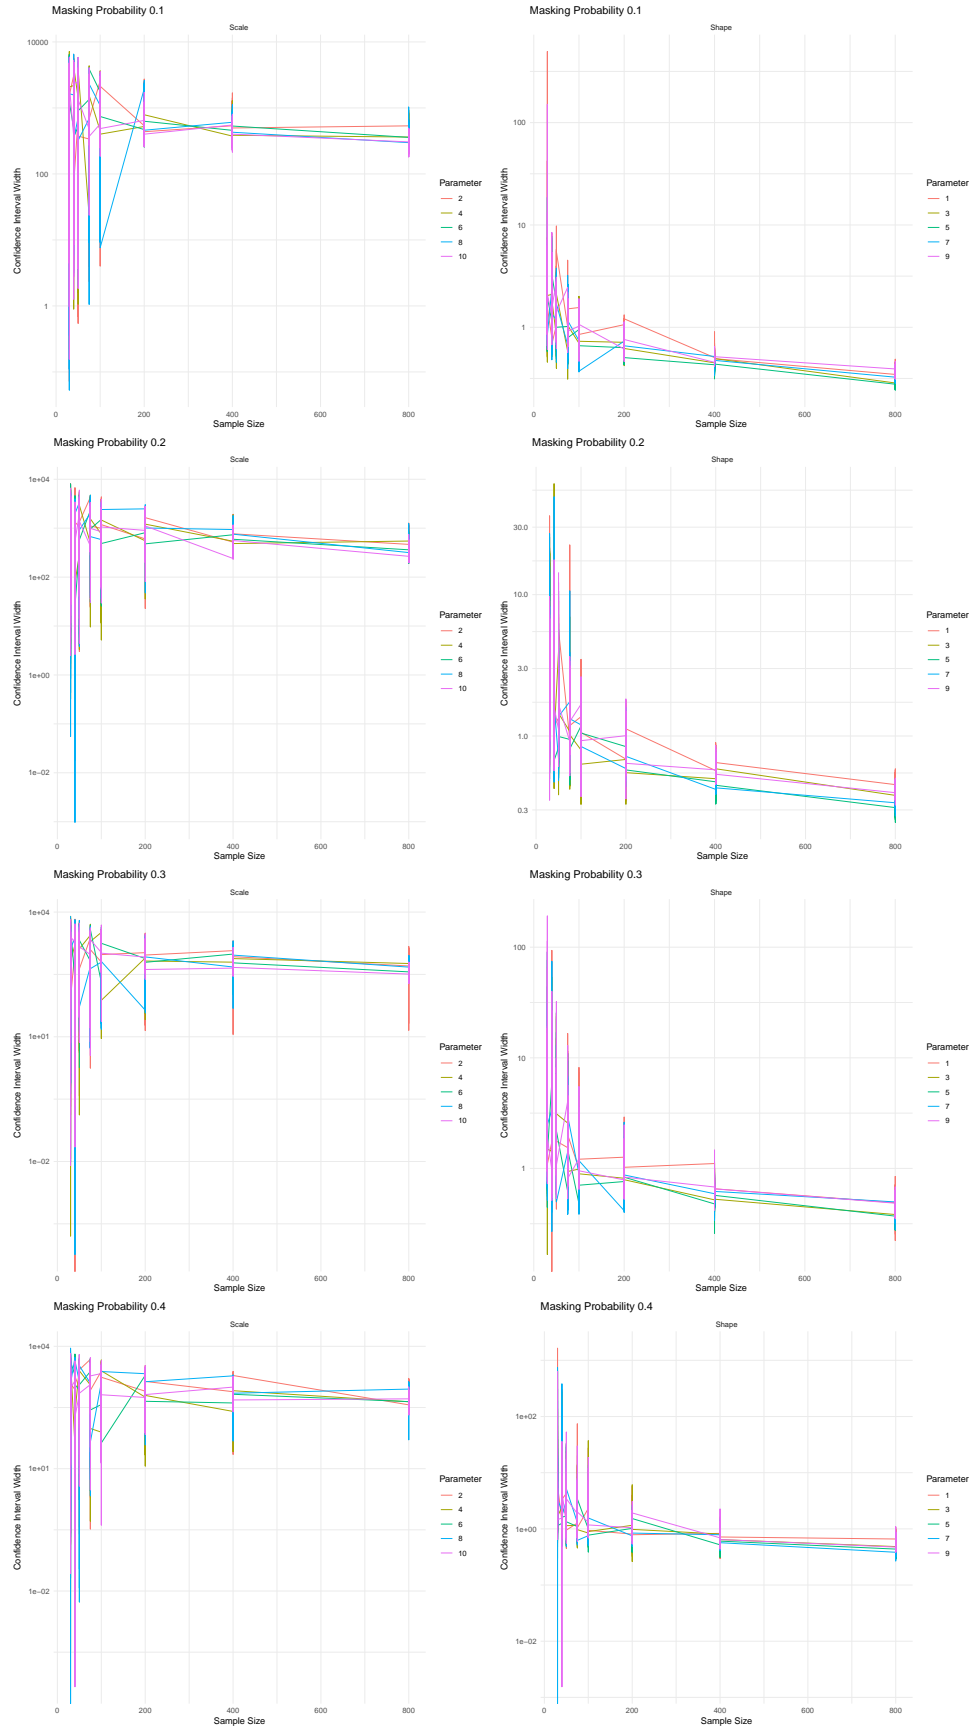 Masking Probability 0.1
Scale
10000
100
1
Confidence Interval Width
0
200
400
600
800
Sample Size
Parameter
2
4
6
8
10
Masking Probability 0.1
Shape
100
10
1
Confidence Interval Width
0
200
400
600
800
Sample Size
Parameter
1
3
5
7
9
Masking Probability 0.2
Scale
1e+04
1e+02
1e+00
1e−02
Confidence Interval Width
0
200
400
600
800
Sample Size
Parameter
2
4
6
8
10
Masking Probability 0.2
Shape
30.0
10.0
3.0
1.0
0.3
Confidence Interval Width
0
200
400
600
800
Sample Size
Parameter
1
3
5
7
9
Masking Probability 0.3
Scale
1e+04
1e+01
1e−02
Confidence Interval Width
0
200
400
600
800
Sample Size
Parameter
2
4
6
8
10
Masking Probability 0.3
Shape
100
10
1
Confidence Interval Width
0
200
400
600
800
Sample Size
Parameter
1
3
5
7
9
Masking Probability 0.4
Scale
1e+04
1e+01
1e−02
Confidence Interval Width
0
200
400
600
800
Sample Size
Parameter
2
4
6
8
10
Masking Probability 0.4
Shape
1e+02
1e+00
1e−02
Confidence Interval Width
0
200
400
600
800
Sample Size
Parameter
1
3
5
7
9